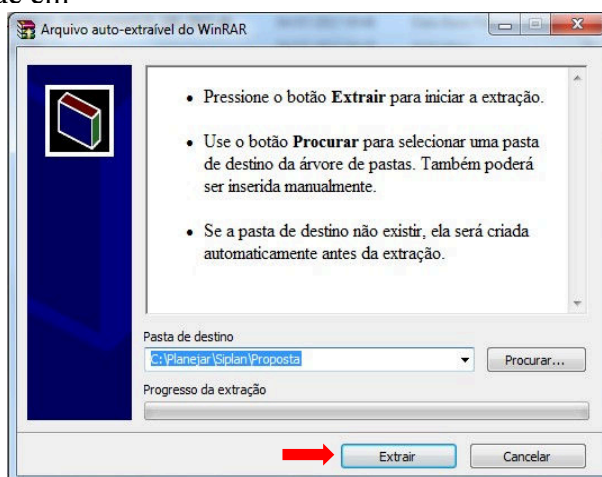 Arquivo auto-extraível do WinRAR
• Pressione o botão Extrair para iniciar a extração.
• Use o botão Procurar para selecionar uma pasta
de destino da árvore de pastas. Também poderá
ser inserida manualmente.
• Se a pasta de destino não existir, ela será criada
automaticamente antes da extração.
Pasta de destino
C:\Planejar\Siplan\Proposta
Procurar...
Progresso da extração
Extrair
Cancelar